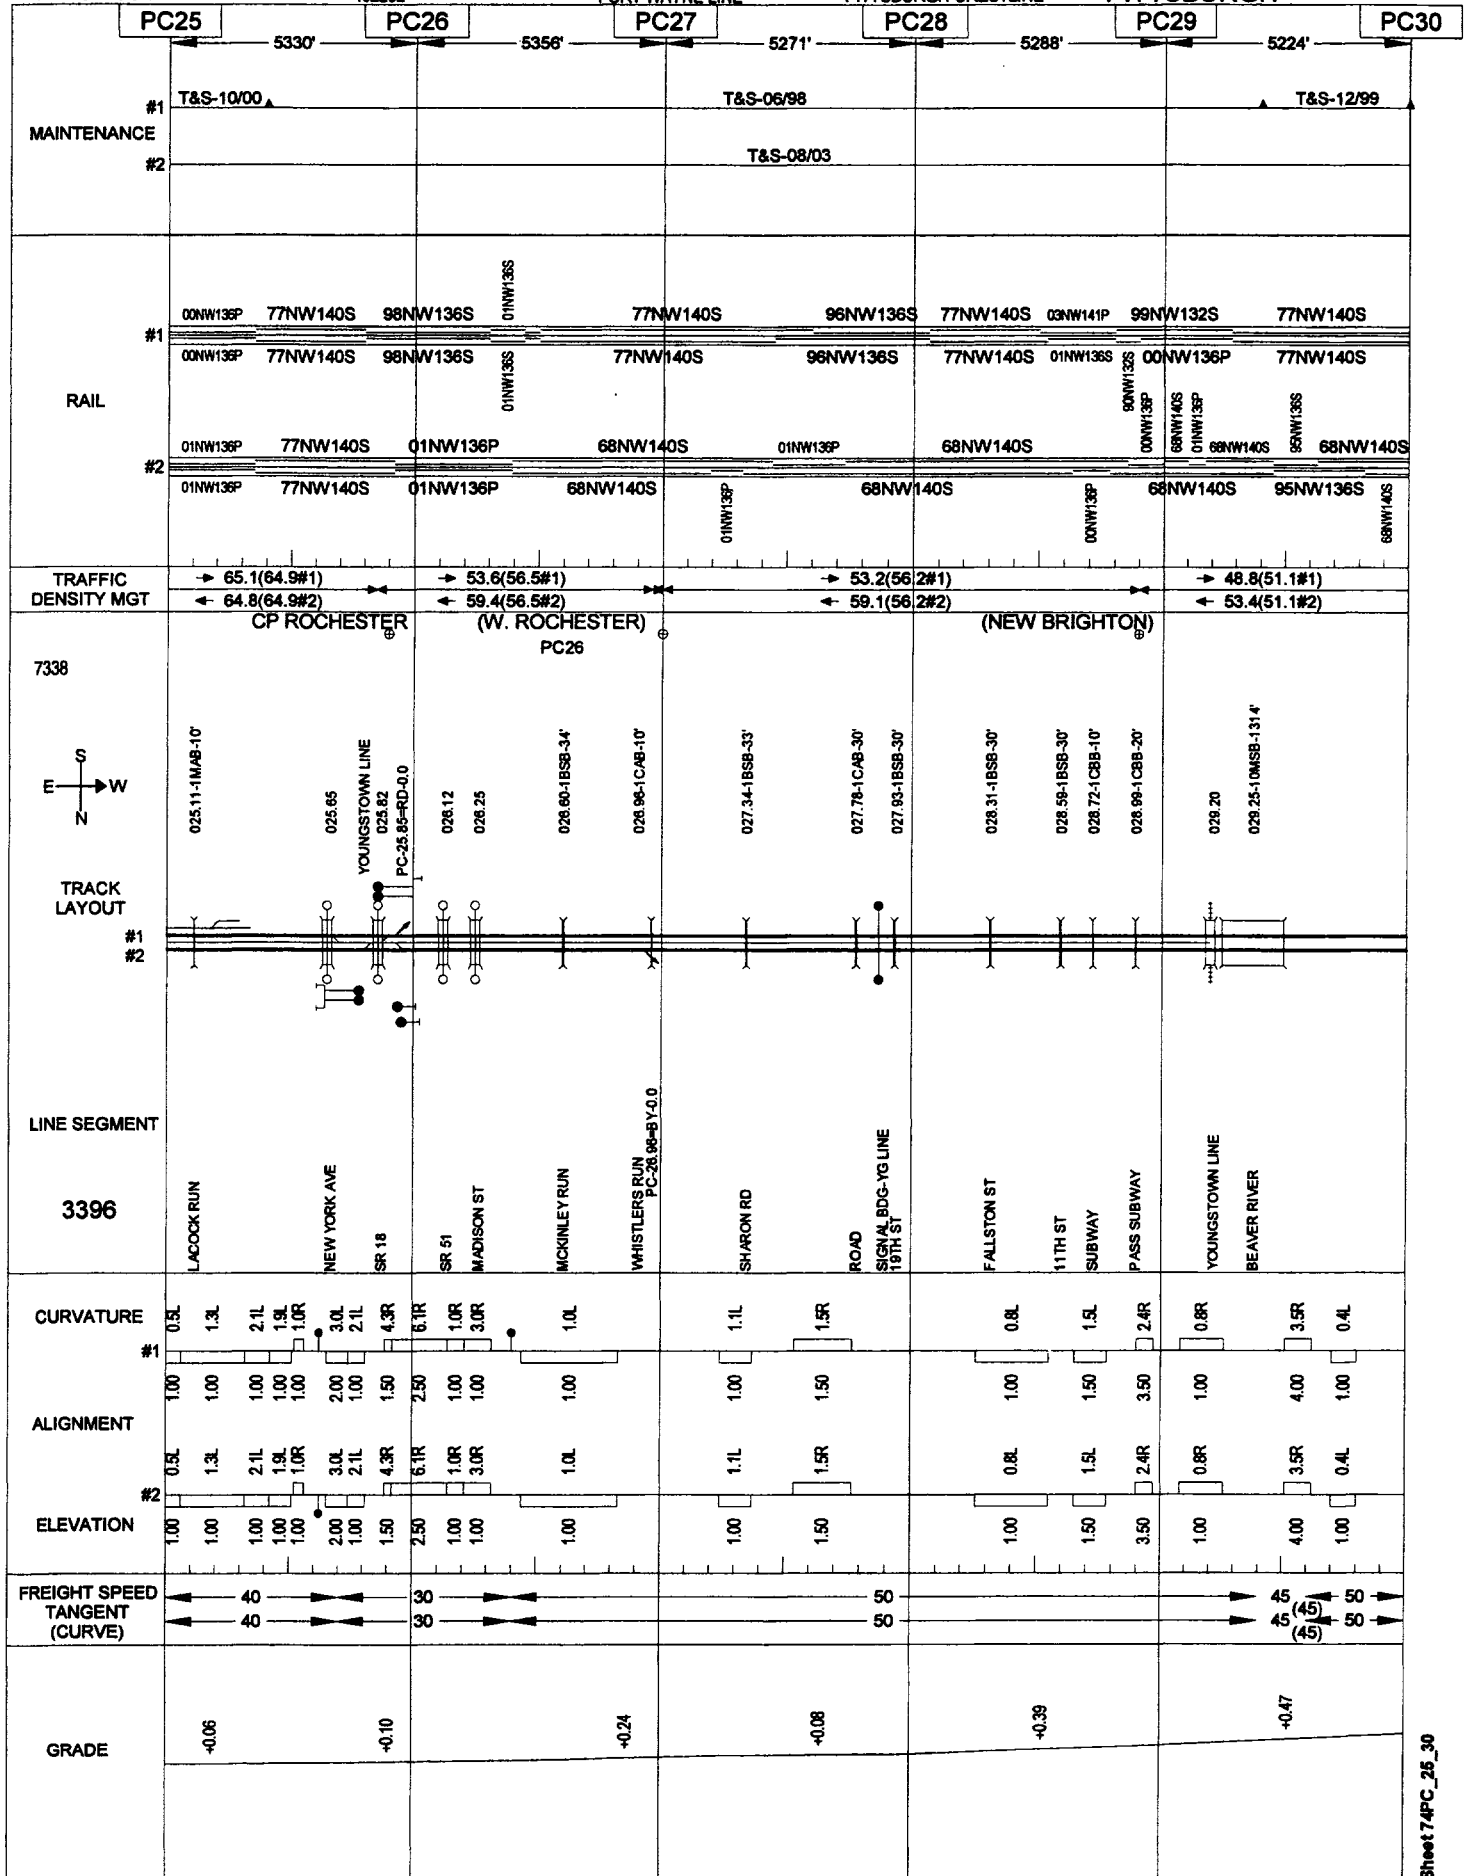 PC25 PC26 PC27 PC28 PC29 PC30
5330' 5356' 5271' 5288' 5224'
MAINTENANCE
#1 T&S-10/00 T&S-06/98 T&S-12/99
#2 T&S-08/03
RAIL
01NW136S
00NW136P 77NW140S 98NW136S 77NW140S 96NW136S 77NW140S 03NW141P 99NW132S 77NW140S
#1
00NW136P 77NW140S 98NW136S 77NW140S 96NW136S 77NW140S 01NW136S 00NW136P 77NW140S
01NW136S
90NW132S
00NW136P
68NW140S
01NW136P
95NW136S
01NW136P 77NW140S 01NW136P 68NW140S 01NW136P 68NW140S 68NW140S 68NW140S
#2
01NW136P 77NW140S 01NW136P 68NW140S 68NW140S 68NW140S 95NW136S
01NW136P
00NW136P
68NW140S
TRAFFIC
DENSITY MGT
→ 65.1(64.9#1) → 53.6(56.5#1) → 53.2(56.2#1) → 48.8(51.1#1)
← 64.8(64.9#2) ← 59.4(56.5#2) ← 59.1(56.2#2) ← 53.4(51.1#2)
CP ROCHESTER (W. ROCHESTER) (NEW BRIGHTON)
PC26
7338
S
E W
N
025.11-1MAB-10'
025.65
YOUNGSTOWN LINE
025.82
PC-25.85=RD-0.0
026.12
026.25
026.60-1BSB-34'
026.96-1CAB-10'
027.34-1BSB-33'
027.78-1CAB-30'
027.93-1BSB-30'
028.31-1BSB-30'
028.59-1BSB-30'
028.72-1CBB-10'
028.99-1CBB-20'
029.20
029.25-10MSB-1314'
TRACK
LAYOUT
#1
#2
LINE SEGMENT
3396
LACOCK RUN
NEW YORK AVE
SR 18
SR 51
MADISON ST
MCKINLEY RUN
WHISTLERS RUN
PC-26.96=BY-0.0
SHARON RD
ROAD
SIGNAL BDG-YG LINE
19TH ST
FALLSTON ST
11TH ST
SUBWAY
PASS SUBWAY
YOUNGSTOWN LINE
BEAVER RIVER
CURVATURE
0.5L 1.3L 2.1L 1.9L 1.0R 3.0L 2.1L 4.3R 6.1R 1.0R 3.0R 1.0L 1.1L 1.5R 0.8L 1.5L 2.4R 0.8R 3.5R 0.4L
#1
1.00 1.00 1.00 1.00 1.00 2.00 1.00 1.50 2.50 1.00 1.00 1.00 1.00 1.50 1.00 1.50 3.50 1.00 4.00 1.00
ALIGNMENT
0.5L 1.3L 2.1L 1.9L 1.0R 3.0L 2.1L 4.3R 6.1R 1.0R 3.0R 1.0L 1.1L 1.5R 0.8L 1.5L 2.4R 0.8R 3.5R 0.4L
#2
ELEVATION
1.00 1.00 1.00 1.00 1.00 2.00 1.00 1.50 2.50 1.00 1.00 1.00 1.00 1.50 1.00 1.50 3.50 1.00 4.00 1.00
FREIGHT SPEED
TANGENT
(CURVE)
40 30 50 45 (45) 50
40 30 50 45 (45) 50
GRADE
+0.06 +0.10 +0.24 +0.08 +0.39 +0.47
Sheet 74PC_25_30